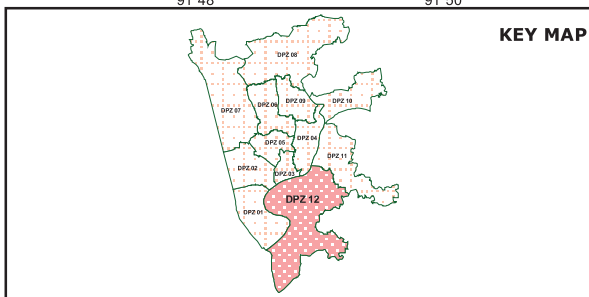 91°48' 91°50'
KEY MAP
DPZ 08
DPZ 09
DPZ 10
DPZ 06
DPZ 07
DPZ 04
DPZ 05
DPZ 11
DPZ 02
DPZ 03
DPZ 12
DPZ 01